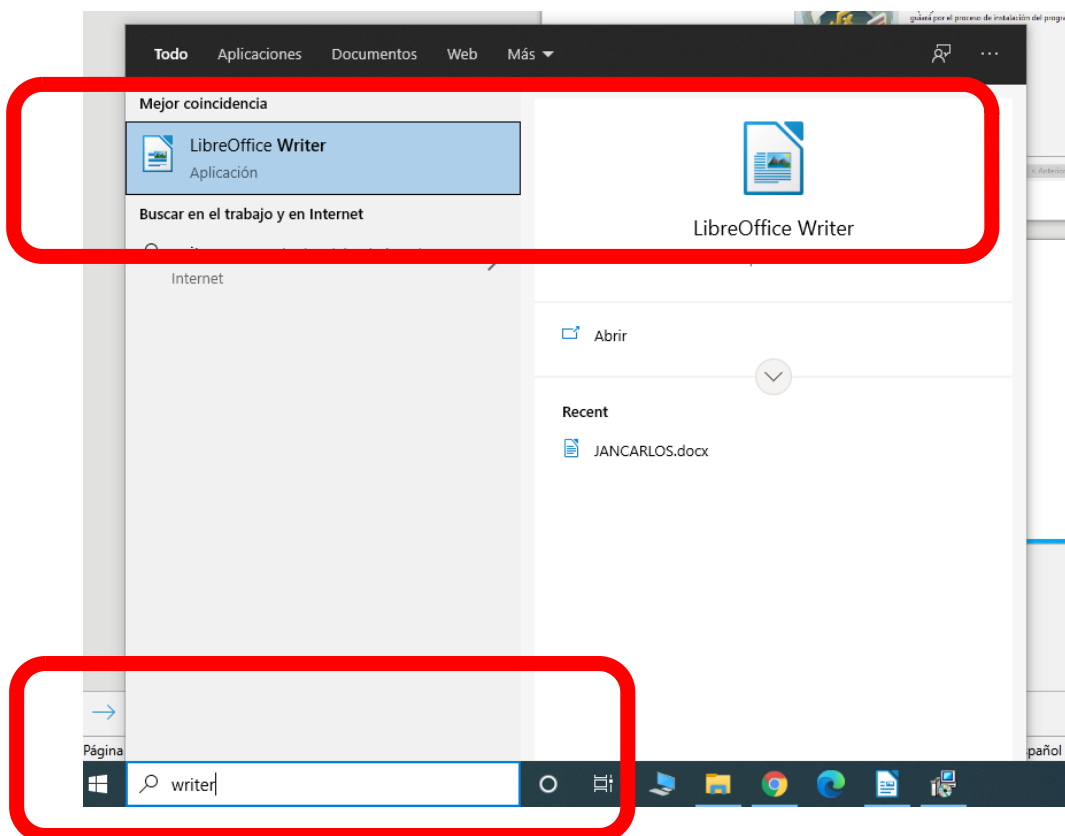 guiará por el proceso de instalación del progra
Todo Aplicaciones Documentos Web Más
Mejor coincidencia
LibreOffice Writer
Aplicación
Buscar en el trabajo y en Internet
Internet
LibreOffice Writer
< Anterior
Abrir
Recent
JANCARLOS.docx
Página
pañol
writer